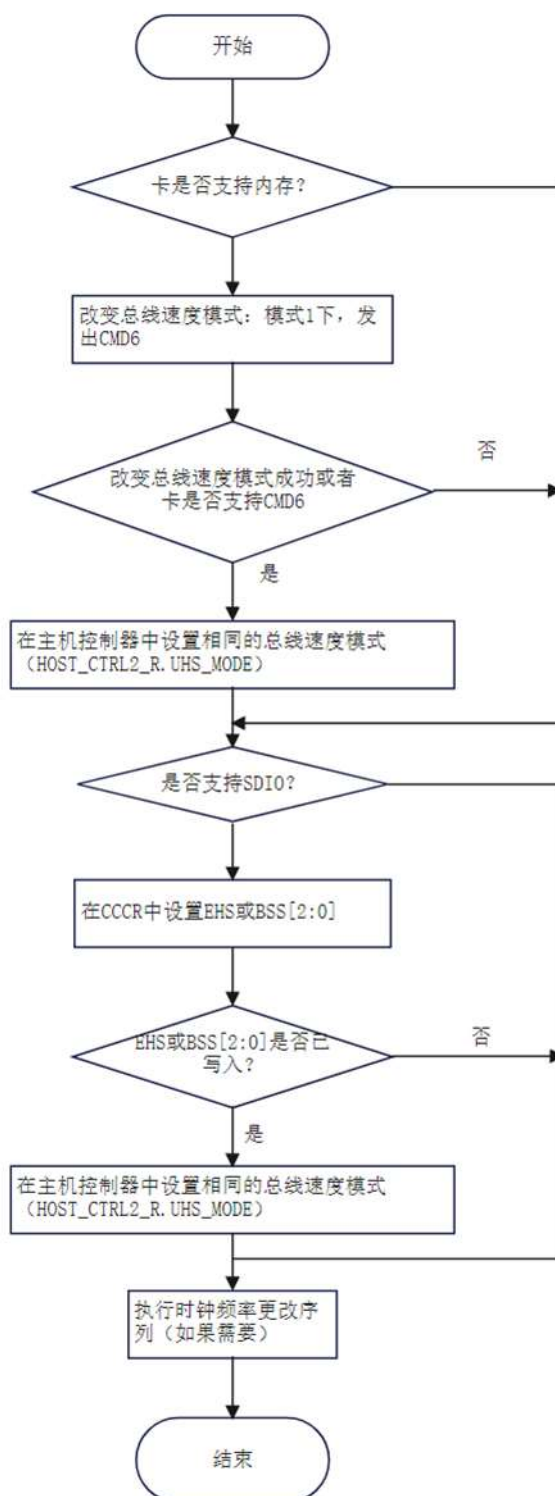 开始
卡是否支持内存？
改变总线速度模式：模式1下，发
出CMD6
改变总线速度模式成功或者
卡是否支持CMD6
否
是
在主机控制器中设置相同的总线速度模式
（HOST_CTRL2_R.UHS_MODE）
是否支持SDIO？
在CCCR中设置EHS或BSS[2:0]
EHS或BSS[2:0]是否已
写入？
否
是
在主机控制器中设置相同的总线速度模式
（HOST_CTRL2_R.UHS_MODE）
执行时钟频率更改序
列（如果需要）
结束